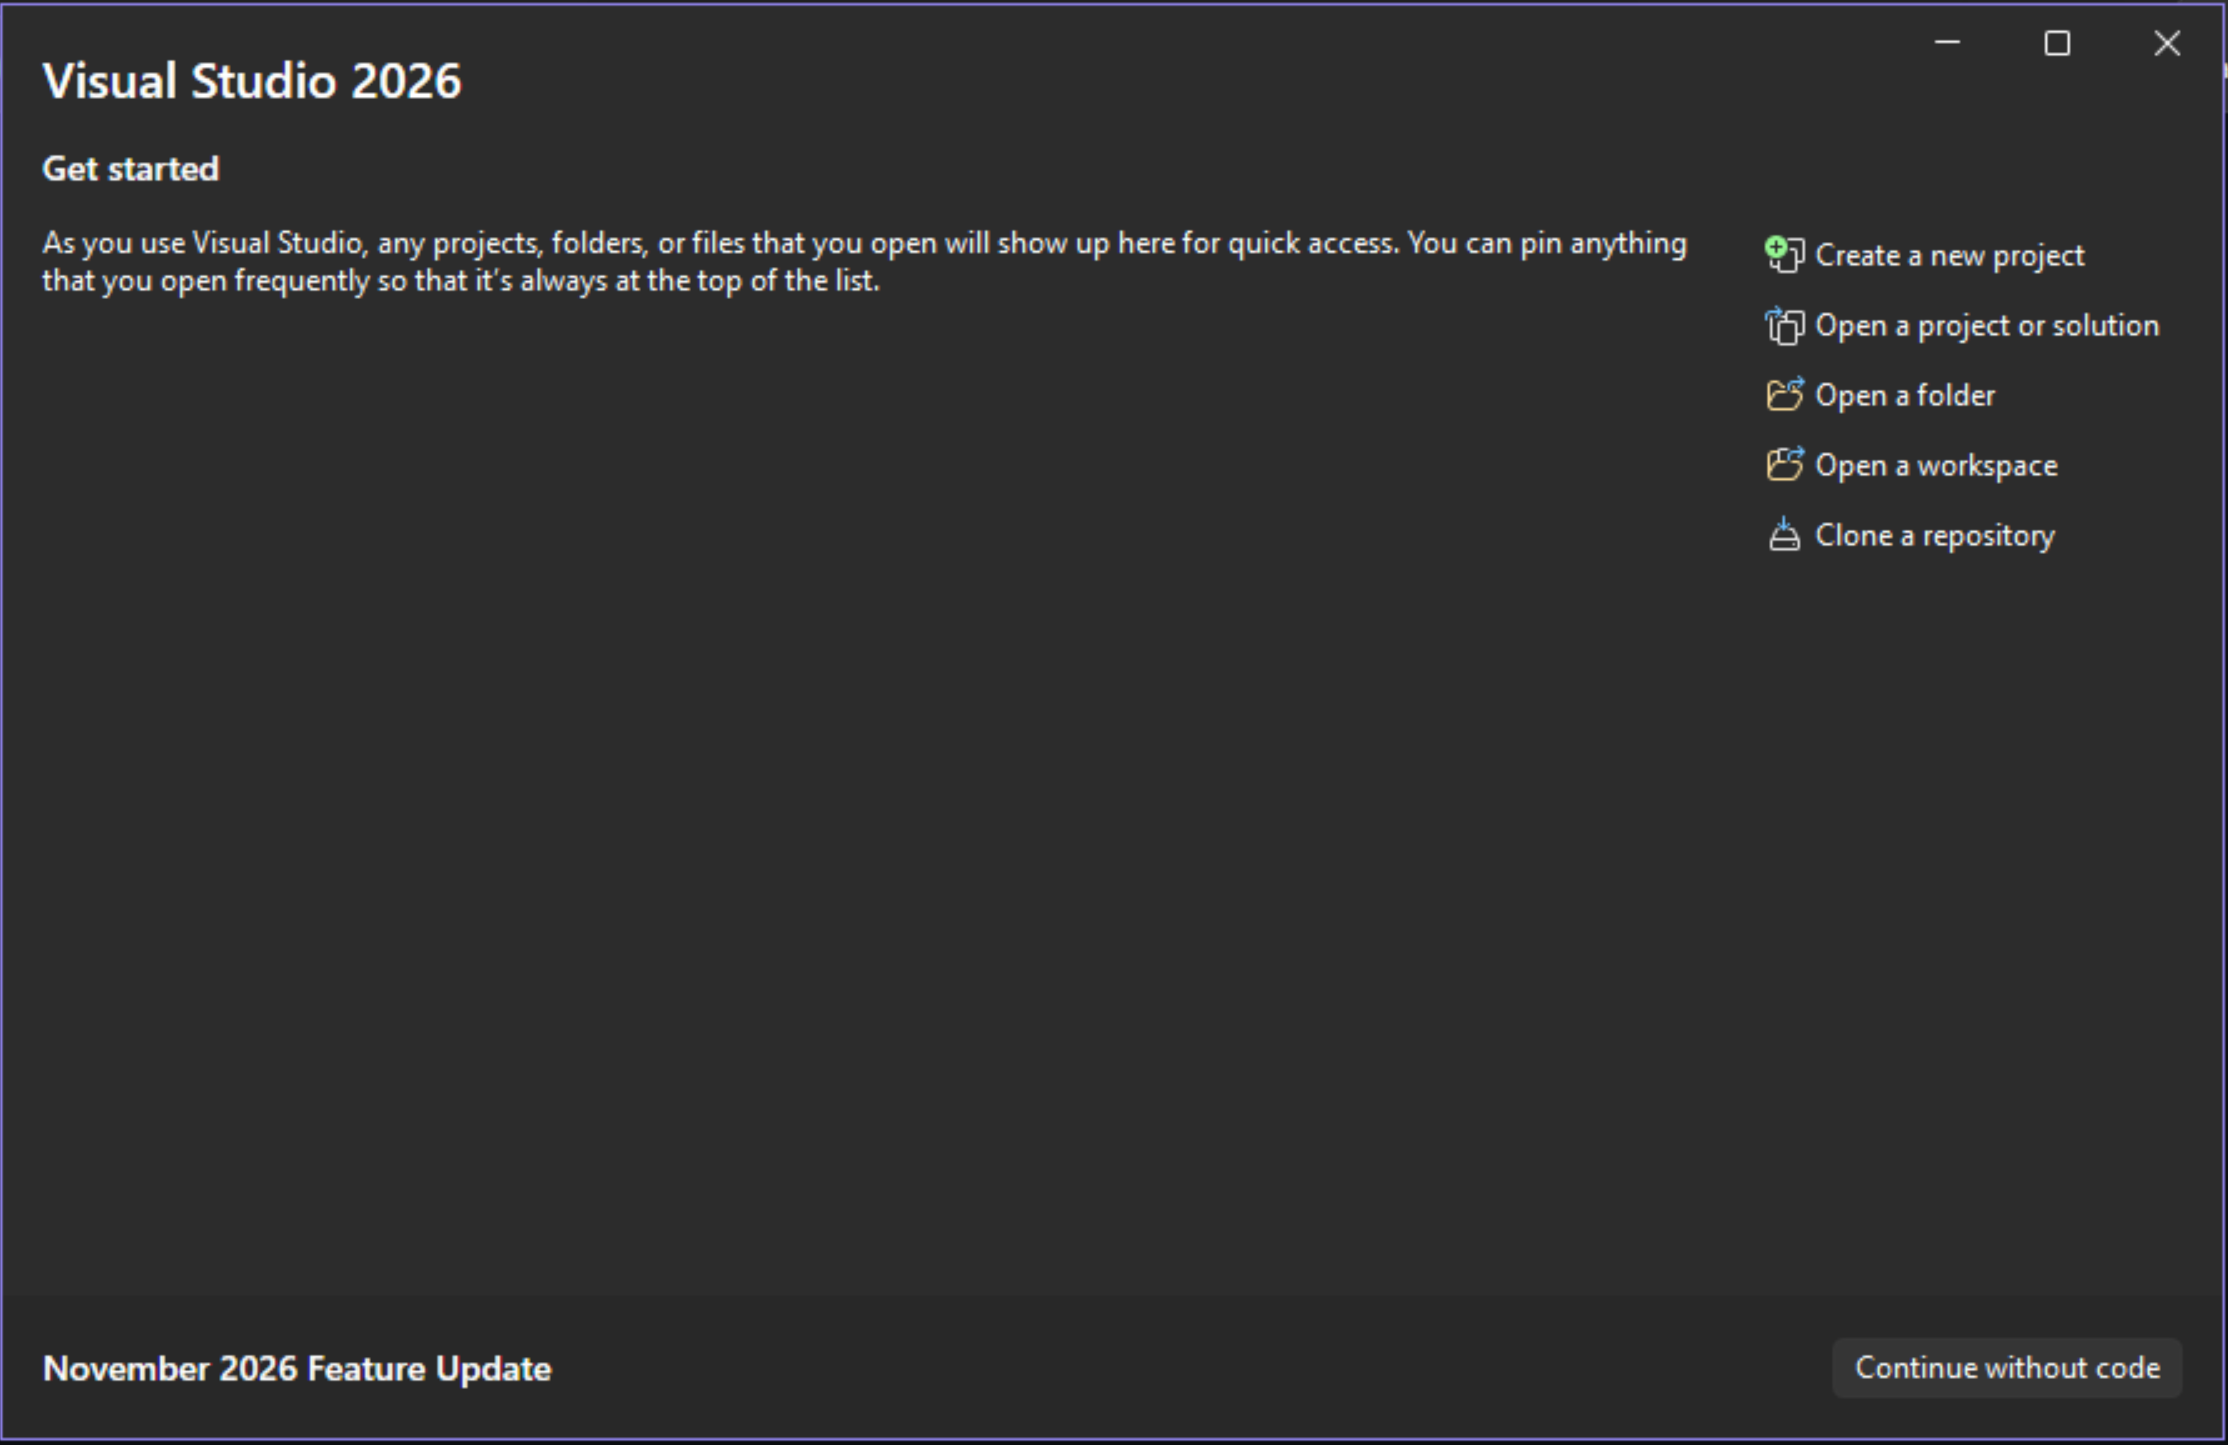 Visual Studio 2026
Get started
As you use Visual Studio, any projects, folders, or files that you open will show up here for quick access. You can pin anything
that you open frequently so that it's always at the top of the list.
Create a new project
Open a project or solution
Open a folder
Open a workspace
Clone a repository
November 2026 Feature Update
Continue without code